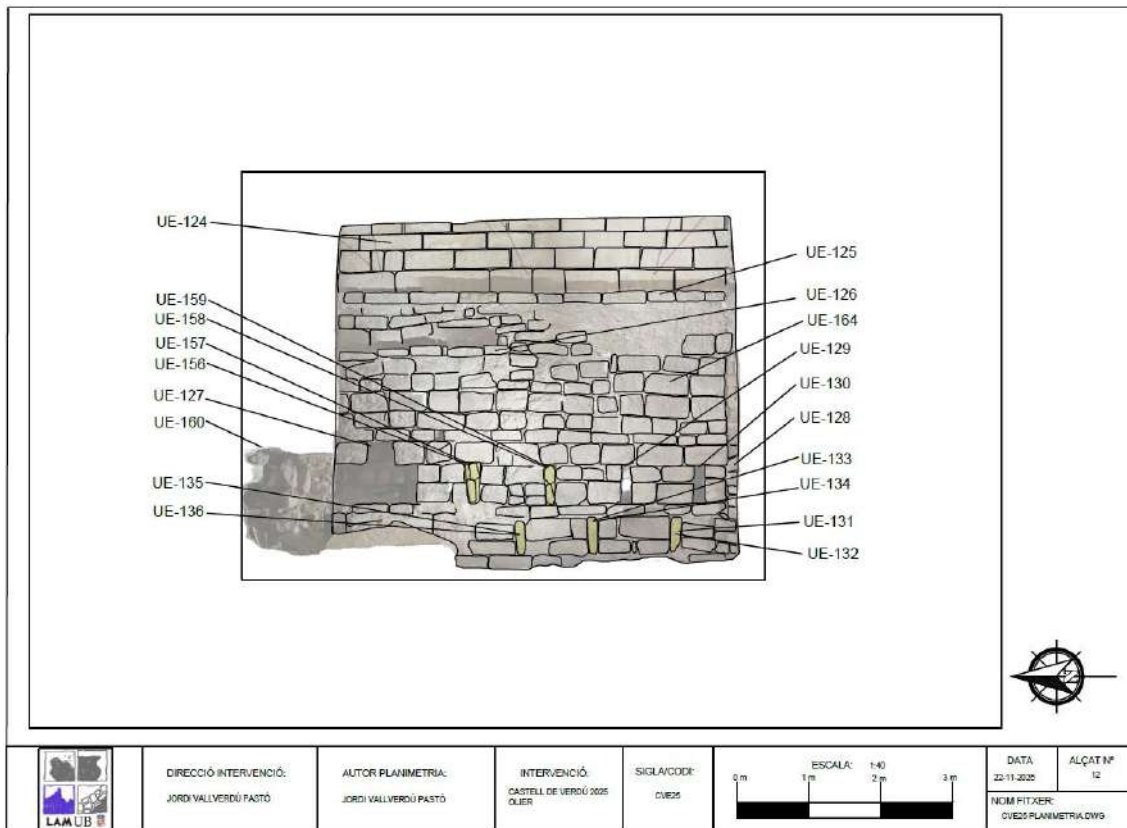 UE-124
UE-159
UE-158
UE-157
UE-156
UE-127
UE-160
UE-135
UE-136
UE-125
UE-126
UE-164
UE-129
UE-130
UE-128
UE-133
UE-134
UE-131
UE-132
LAM UB
DIRECCIÓ INTERVENCIÓ:
JORDI VALLVERDÚ PASTÓ
AUTOR PLANIMETRIA:
JORDI VALLVERDÚ PASTÓ
INTERVENCIÓ:
CASTELL DE VERDÚ 2025
OLIER
SIGLA/CODI:
CVE25
ESCALA: 1:40
0 m 1 m 2 m 3 m
DATA
22-11-2025
ALÇAT Nº
12
NOM FITXER:
CVE25 PLANIMETRIA.DWG